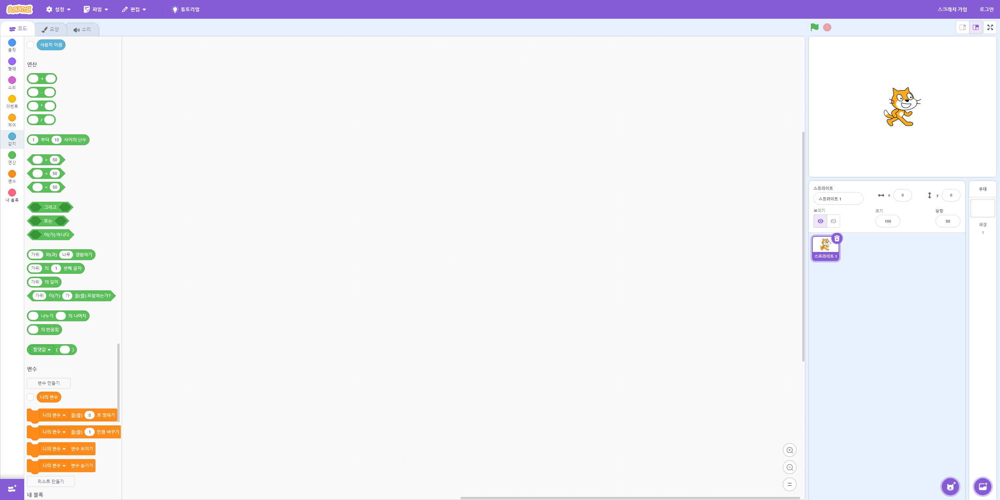 SCRATCH 설정 파일 편집 튜토리얼 스크래치 가입 로그인
코드 모양 소리
동작
형태
소리
이벤트
제어
감지
연산
변수
내 블록
사용자 이름
연산
+
-
*
/
1 부터 10 사이의 난수
> 50
< 50
= 50
그리고
또는
이(가) 아니다
가위 와(과) 나무 결합하기
가위 의 1 번째 글자
가위 의 길이
가위 이(가) 가 을(를) 포함하는가?
나누기 의 나머지
의 반올림
절댓값 ( )
변수
변수 만들기
나의 변수
나의 변수 을(를) 0 로 정하기
나의 변수 을(를) 1 만큼 바꾸기
나의 변수 변수 보이기
나의 변수 변수 숨기기
리스트 만들기
내 블록
스프라이트
스프라이트 1
x 0
y 0
보이기
크기
100
방향
90
스프라이트 1
무대
배경
1